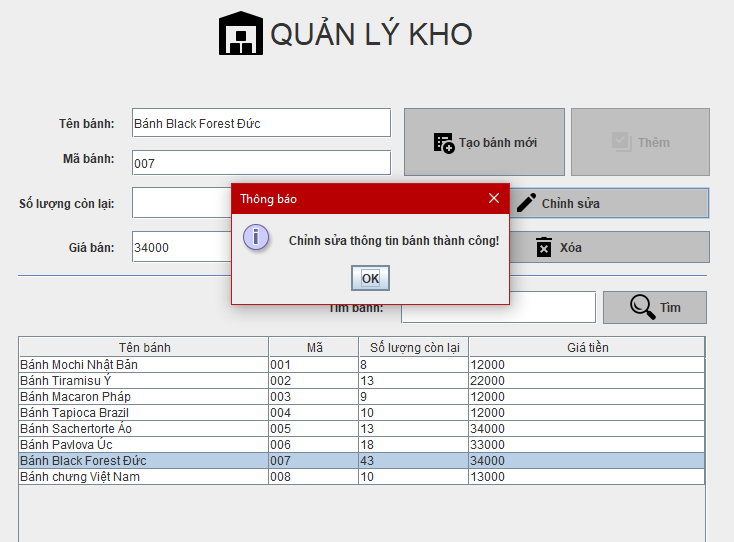 QUẢN LÝ KHO
Tên bánh: Bánh Black Forest Đức
Tạo bánh mới
Thêm
Mã bánh: 007
Số lượng còn lại:
Chỉnh sửa
Giá bán: 34000
Xóa
Thông báo
Chỉnh sửa thông tin bánh thành công!
OK
Tìm bánh:
Tìm
Tên bánh Mã Số lượng còn lại Giá tiền
Bánh Mochi Nhật Bản 001 8 12000
Bánh Tiramisu Ý 002 13 22000
Bánh Macaron Pháp 003 9 12000
Bánh Tapioca Brazil 004 10 12000
Bánh Sachertorte Áo 005 13 34000
Bánh Pavlova Úc 006 18 33000
Bánh Black Forest Đức 007 43 34000
Bánh chưng Việt Nam 008 10 13000